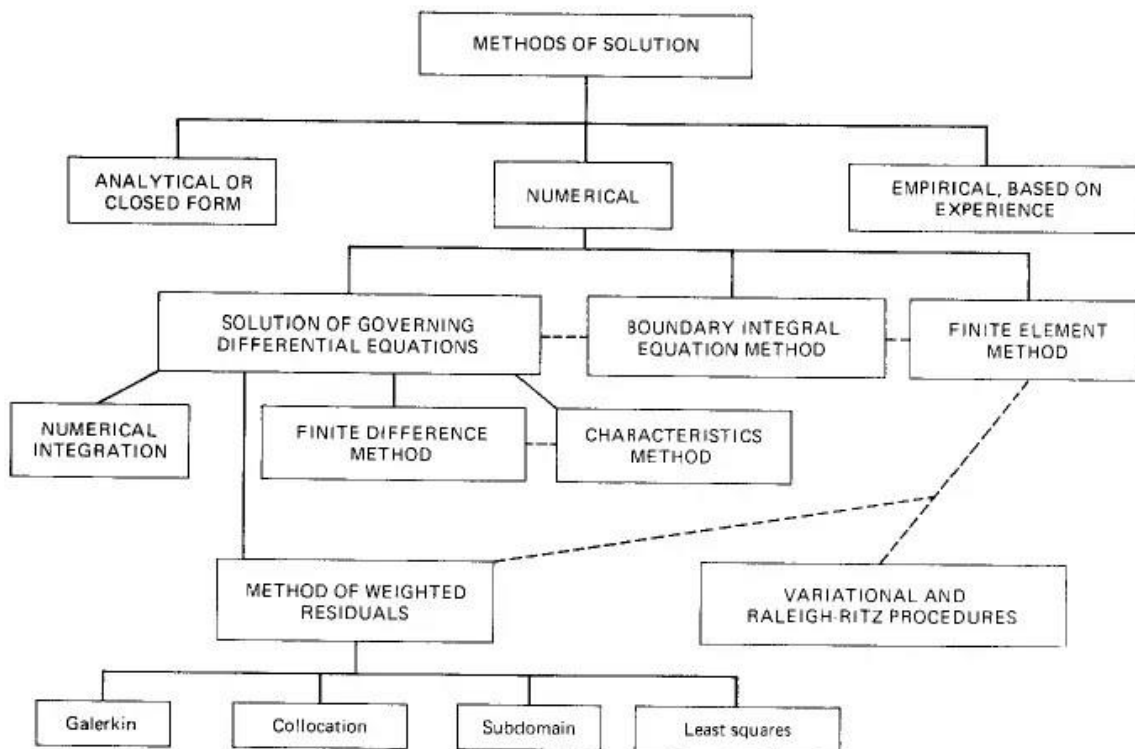 METHODS OF SOLUTION
ANALYTICAL OR
CLOSED FORM
NUMERICAL
EMPIRICAL, BASED ON
EXPERIENCE
SOLUTION OF GOVERNING
DIFFERENTIAL EQUATIONS
BOUNDARY INTEGRAL
EQUATION METHOD
FINITE ELEMENT
METHOD
NUMERICAL
INTEGRATION
FINITE DIFFERENCE
METHOD
CHARACTERISTICS
METHOD
METHOD OF WEIGHTED
RESIDUALS
VARIATIONAL AND
RALEIGH-RITZ PROCEDURES
Galerkin
Collocation
Subdomain
Least squares